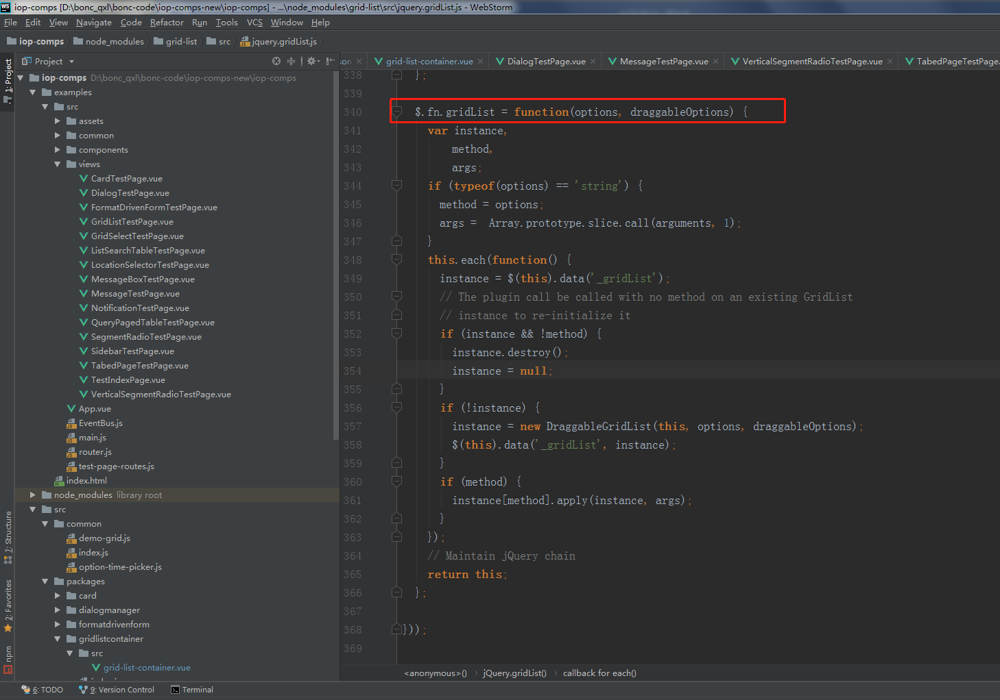 iop-comps [D:\bonc_qxl\bonc-code\iop-comps-new\iop-comps] - ...\node_modules\grid-list\src\jquery.gridList.js - WebStorm
File Edit View Navigate Code Refactor Run Tools VCS Window Help
iop-comps node_modules grid-list src jquery.gridList.js
Project
son grid-list-container.vue DialogTestPage.vue MessageTestPage.vue VerticalSegmentRadioTestPage.vue TabedPageTestPage.
1: Project
7: Structure
2: Favorites
npm
iop-comps D:\bonc_qxl\bonc-code\iop-comps-new\iop-comps
examples
src
assets
common
components
views
CardTestPage.vue
DialogTestPage.vue
FormatDrivenFormTestPage.vue
GridListTestPage.vue
GridSelectTestPage.vue
ListSearchTableTestPage.vue
LocationSelectorTestPage.vue
MessageBoxTestPage.vue
MessageTestPage.vue
NotificationTestPage.vue
QueryPagedTableTestPage.vue
SegmentRadioTestPage.vue
SidebarTestPage.vue
TabedPageTestPage.vue
TestIndexPage.vue
VerticalSegmentRadioTestPage.vue
App.vue
EventBus.js
main.js
router.js
test-page-routes.js
index.html
node_modules library root
src
common
demo-grid.js
index.js
option-time-picker.js
packages
card
dialogmanager
formatdrivenform
gridlistcontainer
src
grid-list-container.vue
338 };
339
340 $.fn.gridList = function(options, draggableOptions) {
341 var instance,
342 method,
343 args;
344 if (typeof(options) == 'string') {
345 method = options;
346 args = Array.prototype.slice.call(arguments, 1);
347 }
348 this.each(function() {
349 instance = $(this).data('_gridList');
350 // The plugin call be called with no method on an existing GridList
351 // instance to re-initialize it
352 if (instance && !method) {
353 instance.destroy();
354 instance = null;
355 }
356 if (!instance) {
357 instance = new DraggableGridList(this, options, draggableOptions);
358 $(this).data('_gridList', instance);
359 }
360 if (method) {
361 instance[method].apply(instance, args);
362 }
363 });
364 // Maintain jQuery chain
365 return this;
366 };
367
368 }));
369
<anonymous>() jQuery.gridList() callback for each()
6: TODO 9: Version Control Terminal